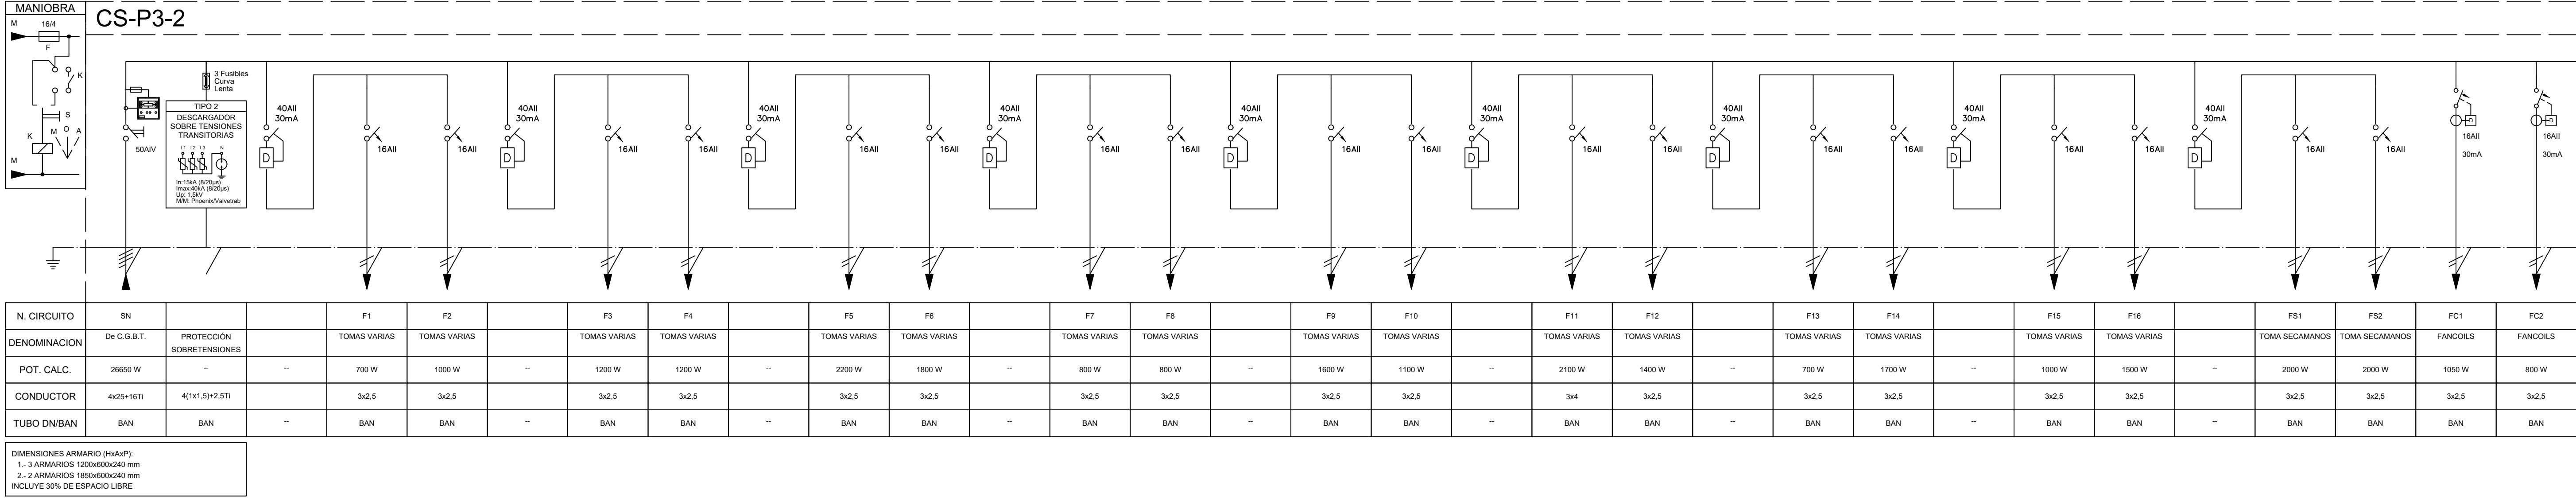 MANIOBRA
M 16/4
F
K
S
K M O A
M
CS-P3-2
50AIV
3 Fusibles
Curva
Lenta
TIPO 2
DESCARGADOR
SOBRE TENSIONES
TRANSITORIAS
L1 L2 L3 N
In:15kA (8/20µs)
Imax:40kA (8/20µs)
Up: 1,5kV
M/M: Phoenix/Valvetrab
40AII
30mA
D
16AII
16AII
40AII
30mA
D
16AII
16AII
40AII
30mA
D
16AII
16AII
40AII
30mA
D
16AII
16AII
40AII
30mA
D
16AII
16AII
40AII
30mA
D
16AII
16AII
40AII
30mA
D
16AII
16AII
40AII
30mA
D
16AII
16AII
40AII
30mA
D
16AII
16AII
16AII
30mA
16AII
30mA
N. CIRCUITO SN F1 F2 F3 F4 F5 F6 F7 F8 F9 F10 F11 F12 F13 F14 F15 F16 FS1 FS2 FC1 FC2
DENOMINACION De C.G.B.T. PROTECCIÓN TOMAS VARIAS TOMAS VARIAS TOMAS VARIAS TOMAS VARIAS TOMAS VARIAS TOMAS VARIAS TOMAS VARIAS TOMAS VARIAS TOMAS VARIAS TOMAS VARIAS TOMAS VARIAS TOMAS VARIAS TOMAS VARIAS TOMAS VARIAS TOMAS VARIAS TOMAS VARIAS TOMA SECAMANOS TOMA SECAMANOS FANCOILS FANCOILS
SOBRETENSIONES
POT. CALC. 26650 W -- -- 700 W 1000 W -- 1200 W 1200 W -- 2200 W 1800 W -- 800 W 800 W -- 1600 W 1100 W -- 2100 W 1400 W -- 700 W 1700 W -- 1000 W 1500 W -- 2000 W 2000 W 1050 W 800 W
CONDUCTOR 4x25+16Ti 4(1x1,5)+2,5Ti 3x2,5 3x2,5 3x2,5 3x2,5 3x2,5 3x2,5 3x2,5 3x2,5 3x2,5 3x2,5 3x4 3x2,5 3x2,5 3x2,5 3x2,5 3x2,5 3x2,5 3x2,5 3x2,5 3x2,5
TUBO DN/BAN BAN BAN -- BAN BAN -- BAN BAN -- BAN BAN -- BAN BAN -- BAN BAN -- BAN BAN -- BAN BAN -- BAN BAN -- BAN BAN BAN BAN
DIMENSIONES ARMARIO (HxAxP):
1.- 3 ARMARIOS 1200x600x240 mm
2.- 2 ARMARIOS 1850x600x240 mm
INCLUYE 30% DE ESPACIO LIBRE